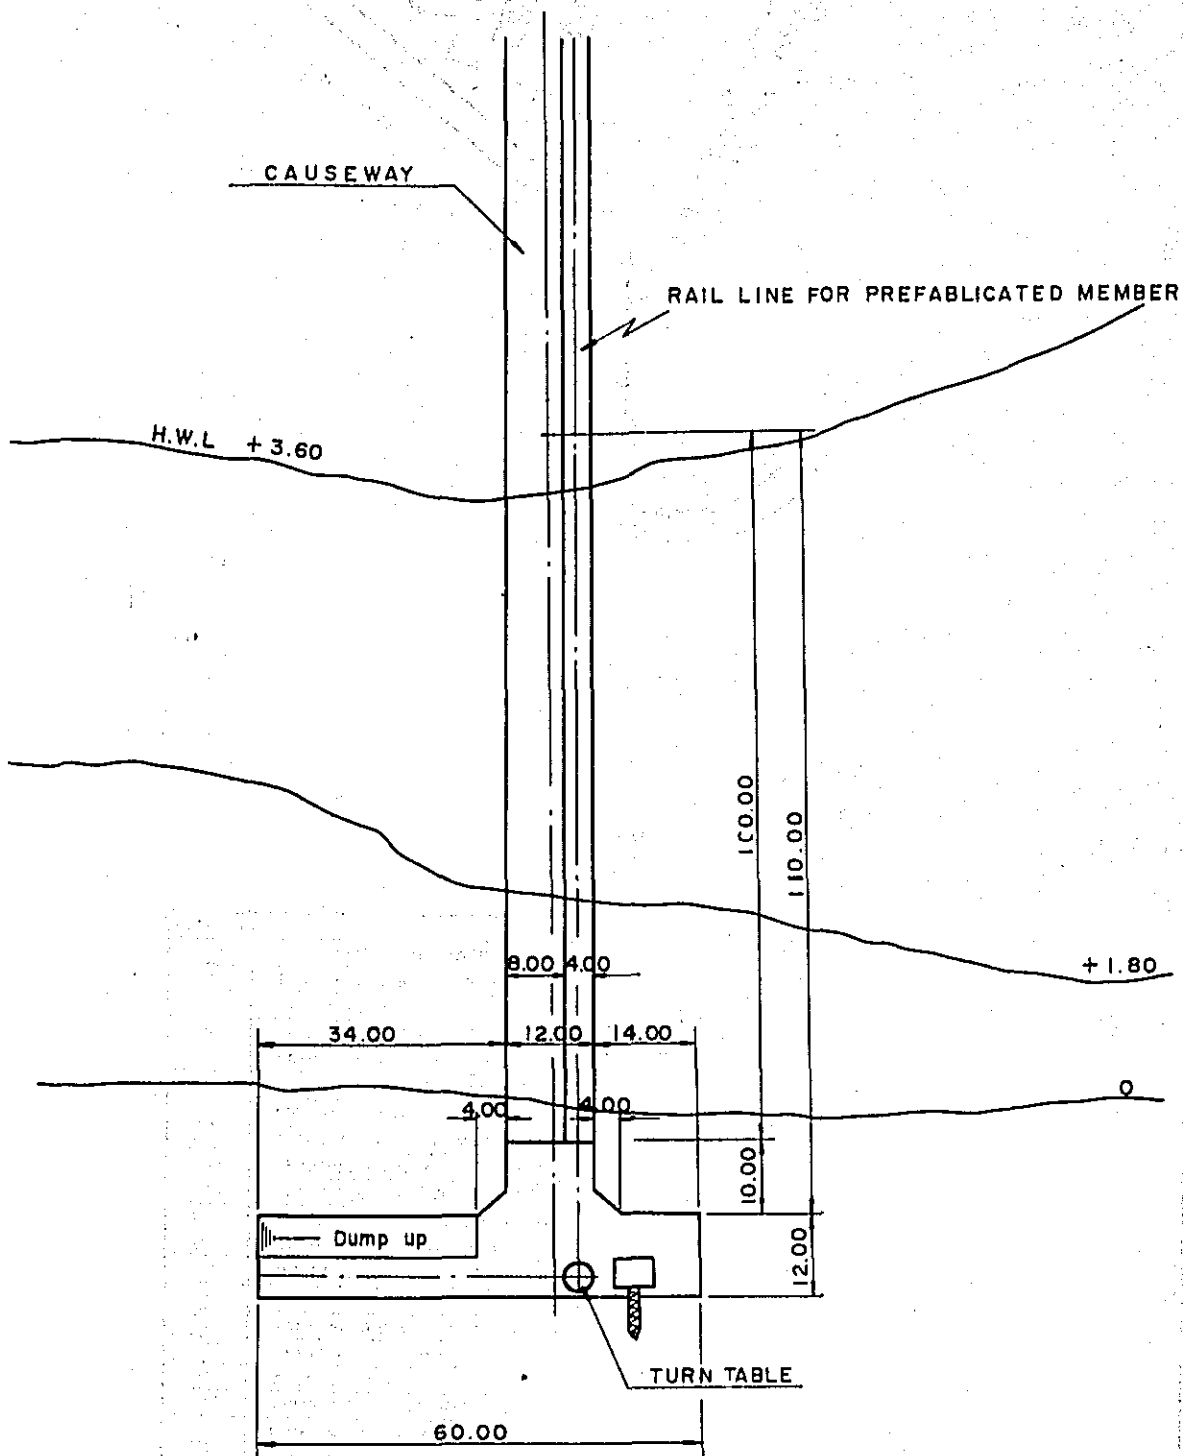 CAUSEWAY
RAIL LINE FOR PREFABLICATED MEMBER
H.W.L +3.60
100.00
110.00
8.00 4.00
+1.80
34.00 12.00 14.00
0
4.00 4.00
10.00
Dump up
12.00
TURN TABLE
60.00